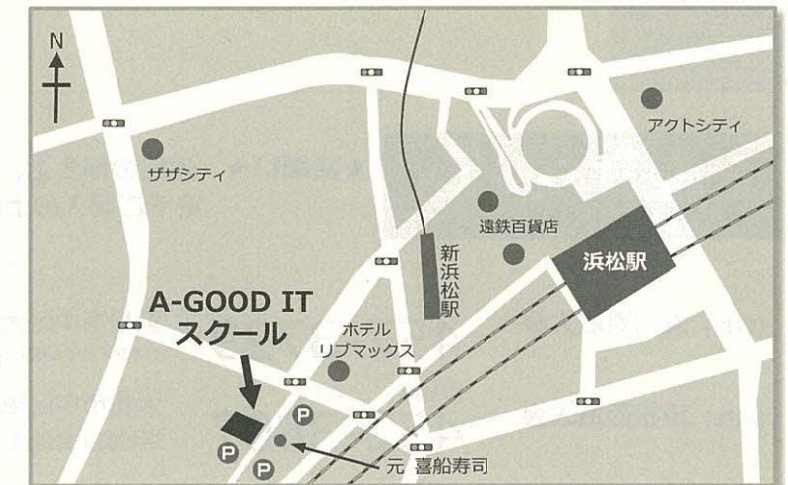 N
アクトシティ
ザザシティ
遠鉄百貨店
新浜松駅
浜松駅
A-GOOD IT
スクール
ホテル
リブマックス
P
P
P
元 喜船寿司